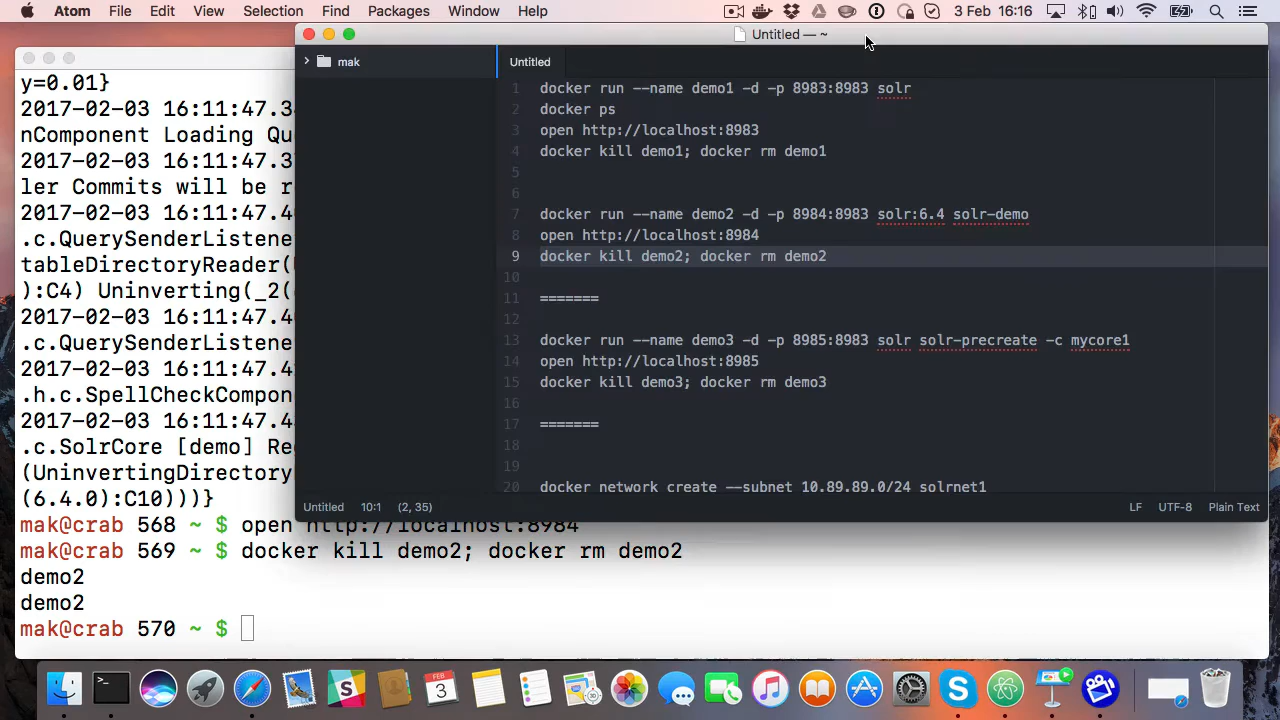 Atom File Edit View Selection Find Packages Window Help 3 Feb 16:16
Untitled — ~
mak
Untitled
1 docker run --name demo1 -d -p 8983:8983 solr
2 docker ps
3 open http://localhost:8983
4 docker kill demo1; docker rm demo1
5
6
7 docker run --name demo2 -d -p 8984:8983 solr:6.4 solr-demo
8 open http://localhost:8984
9 docker kill demo2; docker rm demo2
10
11 =======
12
13 docker run --name demo3 -d -p 8985:8983 solr solr-precreate -c mycore1
14 open http://localhost:8985
15 docker kill demo3; docker rm demo3
16
17 =======
18
19
20 docker network create --subnet 10.89.89.0/24 solrnet1
Untitled 10:1 (2, 35) LF UTF-8 Plain Text
y=0.01}
2017-02-03 16:11:47.3
nComponent Loading Qu
2017-02-03 16:11:47.3
ler Commits will be r
2017-02-03 16:11:47.4
.c.QuerySenderListene
tableDirectoryReader(
):C4) Uninverting(_2(
2017-02-03 16:11:47.4
.c.QuerySenderListene
2017-02-03 16:11:47.4
.h.c.SpellCheckCompon
2017-02-03 16:11:47.4
.c.SolrCore [demo] Re
(UninvertingDirectory
(6.4.0):C10)))}
mak@crab 568 ~ $ open http://localhost:8984
mak@crab 569 ~ $ docker kill demo2; docker rm demo2
demo2
demo2
mak@crab 570 ~ $
FEB
3